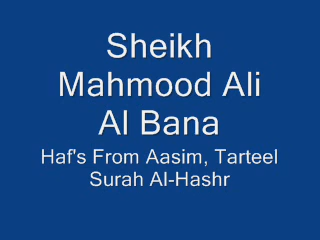 Sheikh
Mahmood Ali
Al Bana
Haf's From Aasim, Tarteel
Surah Al-Hashr